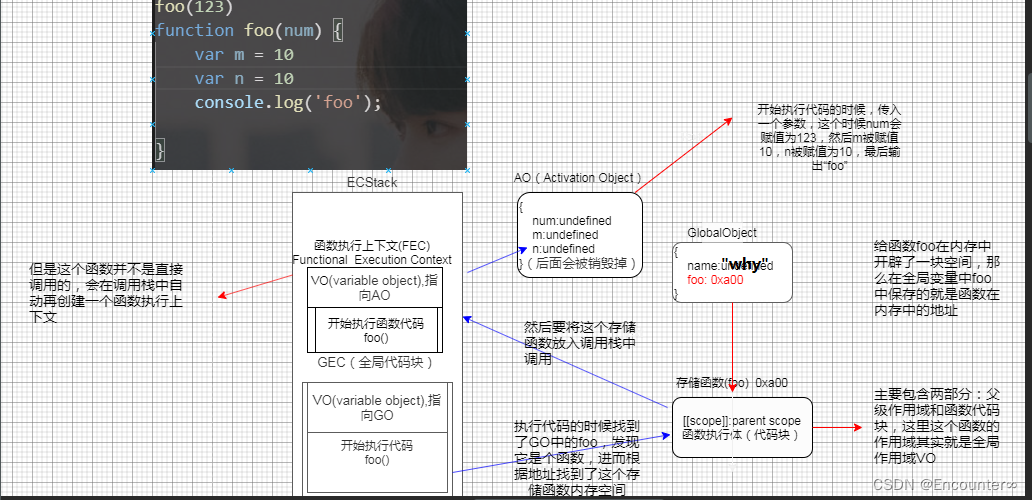 foo(123)
function foo(num) {
var m = 10
var n = 10
console.log('foo');
}
开始执行代码的时候，传入
一个参数，这个时候num会
赋值为123，然后m被赋值
10，n被赋值为10，最后输
出“foo”
ECStack
AO（Activation Object）
{
num:undefined
m:undefined
n:undefined
}（后面会被销毁掉）
GlobalObject
{
name:undefined
"why"
foo: 0xa00
}
给函数foo在内存中
开辟了一块空间，那
么在全局变量中foo
中保存的就是函数在
内存中的地址
函数执行上下文(FEC)
Functional Execution Context
VO(variable object),指
向AO
开始执行函数代码
foo()
GEC（全局代码块）
但是这个函数并不是直接
调用的，会在调用栈中自
动再创建一个函数执行上
下文
然后要将这个存储
函数放入调用栈中
调用
存储函数(foo) 0xa00
[[scope]]:parent scope
函数执行体（代码块）
主要包含两部分：父
级作用域和函数代码
块，这里这个函数的
作用域其实就是全局
作用域VO
VO(variable object),指
向GO
开始执行代码
foo()
执行代码的时候找到
了GO中的foo，发现
它是个函数，进而根
据地址找到了这个存
储函数内存空间
CSDN @Encounter∞